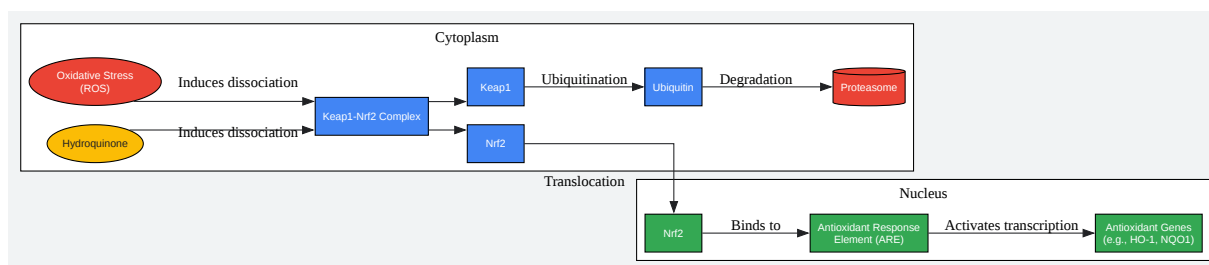 Cytoplasm
Oxidative Stress
(ROS)
Induces dissociation
Hydroquinone
Induces dissociation
Keap1-Nrf2 Complex
Keap1
Ubiquitination
Ubiquitin
Degradation
Proteasome
Nrf2
Translocation
Nucleus
Nrf2
Binds to
Antioxidant Response
Element (ARE)
Activates transcription
Antioxidant Genes
(e.g., HO-1, NQO1)